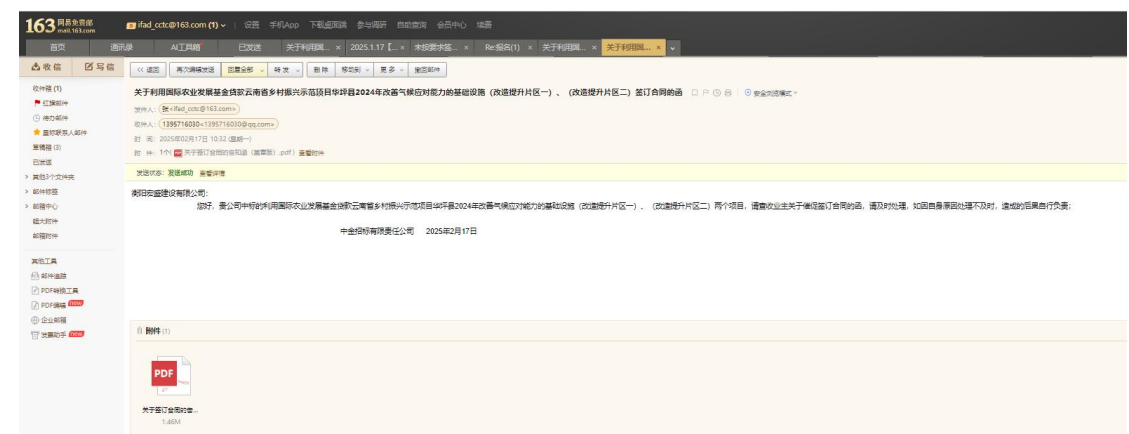 163 网易免费邮 mail.163.com
ifad_cctc@163.com (1) 设置 手机App 下载桌面端 参与调研 自助查询 会员中心 续费
首页 通讯录 AI工具箱 已发送 关于利用国... × 2025.1.17【... × 未按要求签... × Re:报名(1) × 关于利用国... × 关于利用国... ×
收信 写信
<< 返回 再次编辑发送 回复全部 转发 删除 移动到 更多 撤回邮件
收件箱 (1)
红旗邮件
待办邮件
星标联系人邮件
草稿箱 (3)
已发送
其他3个文件夹
邮件标签
邮箱中心
超大附件
邮箱附件
其他工具
邮件追踪
PDF转换工具
PDF编辑 new
企业邮箱
发票助手 new
关于利用国际农业发展基金贷款云南省乡村振兴示范项目华坪县2024年改善气候应对能力的基础设施（改造提升片区一）、（改造提升片区二）签订合同的函 安全浏览模式
发件人: 张<ifad_cctc@163.com>
收件人: (1395716030<1395716030@qq.com>)
时 间: 2025年02月17日 10:32 (星期一)
附 件: 1个( 关于签订合同的告知函（盖章版）.pdf ) 查看附件
发送状态: 发送成功 查看详情
衡阳宏盛建设有限公司:
您好，贵公司中标的利用国际农业发展基金贷款云南省乡村振兴示范项目华坪县2024年改善气候应对能力的基础设施（改造提升片区一）、（改造提升片区二）两个项目，请查收业主关于催促签订合同的函，请及时处理，如因自身原因处理不及时，造成的后果自行负责；
中金招标有限责任公司 2025年2月17日
附件 (1)
PDF
关于签订合同的告...
1.46M